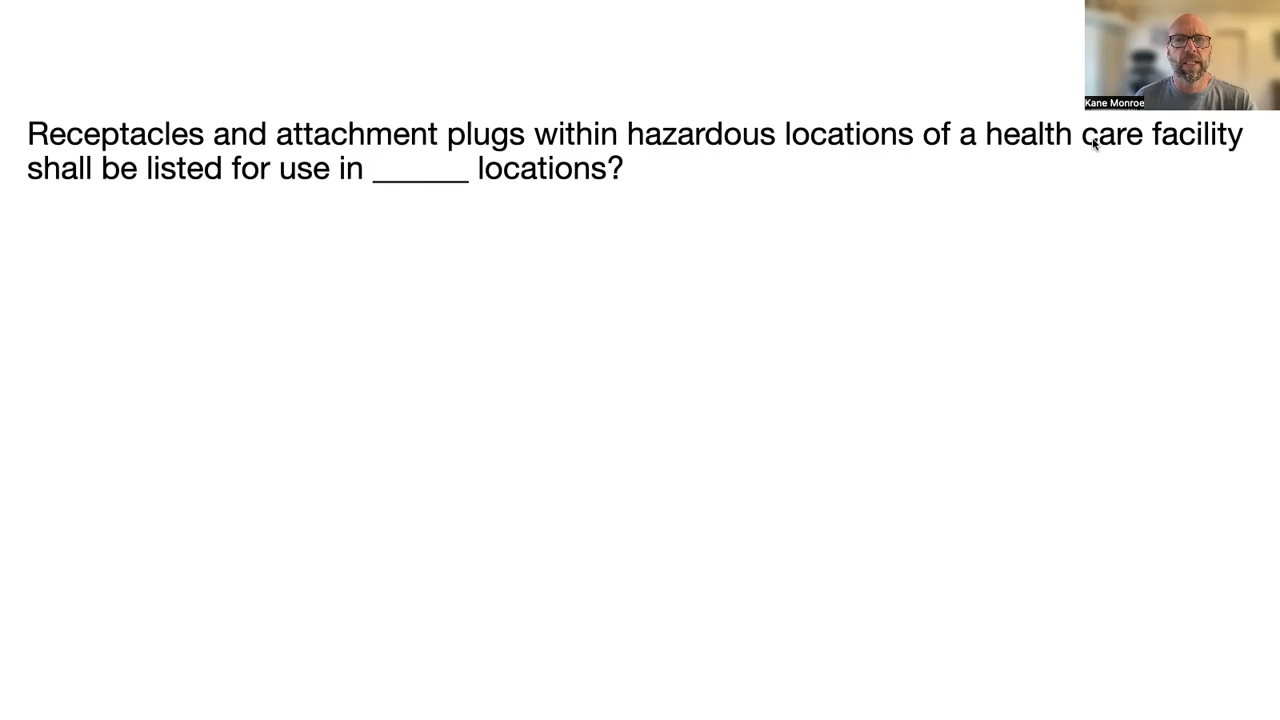 Kane Monroe
Receptacles and attachment plugs within hazardous locations of a health care facility
shall be listed for use in ______ locations?